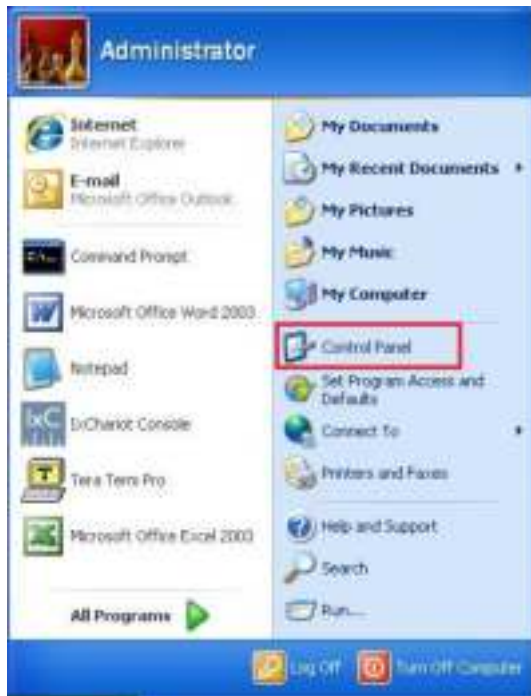 Administrator
Internet
Internet Explorer
E-mail
Microsoft Office Outlook
Command Prompt
Microsoft Office Word 2003
Notepad
IxChariot Console
Tera Term Pro
Microsoft Office Excel 2003
All Programs
My Documents
My Recent Documents
My Pictures
My Music
My Computer
Control Panel
Set Program Access and
Defaults
Connect To
Printers and Faxes
Help and Support
Search
Run...
Log Off
Turn Off Computer